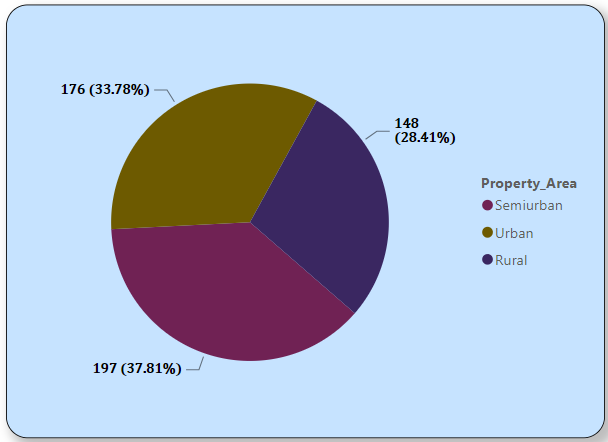 176 (33.78%)
148
(28.41%)
197 (37.81%)
Property_Area
Semiurban
Urban
Rural